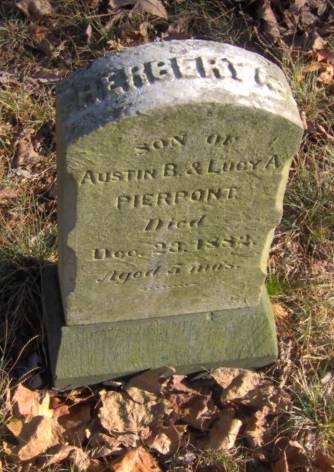 HERBERT
SON OF
AUSTIN B. & LUCY A.
PIERPONT.
Died
Dec. 23, 1882.
Aged 5 mos.